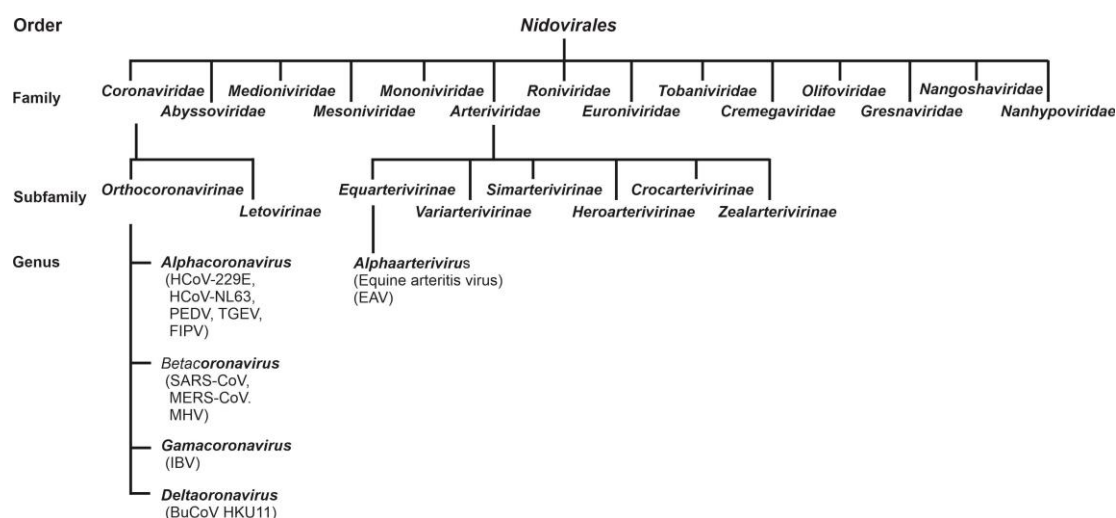 Order
Nidovirales
Family
Coronaviridae
Medioniviridae
Mononiviridae
Roniviridae
Tobaniviridae
Olifoviridae
Nangoshaviridae
Abyssoviridae
Mesoniviridae
Arteriviridae
Euroniviridae
Cremegaviridae
Gresnaviridae
Nanhypoviridae
Subfamily
Orthocoronavirinae
Equarterivirinae
Simarterivirinae
Crocarterivirinae
Letovirinae
Variarterivirinae
Heroarterivirinae
Zealarterivirinae
Genus
Alphacoronavirus
(HCoV-229E,
HCoV-NL63,
PEDV, TGEV,
FIPV)
Alphaarterivirus
(Equine arteritis virus)
(EAV)
Betacoronavirus
(SARS-CoV,
MERS-CoV.
MHV)
Gamacoronavirus
(IBV)
Deltaoronavirus
(BuCoV HKU11)